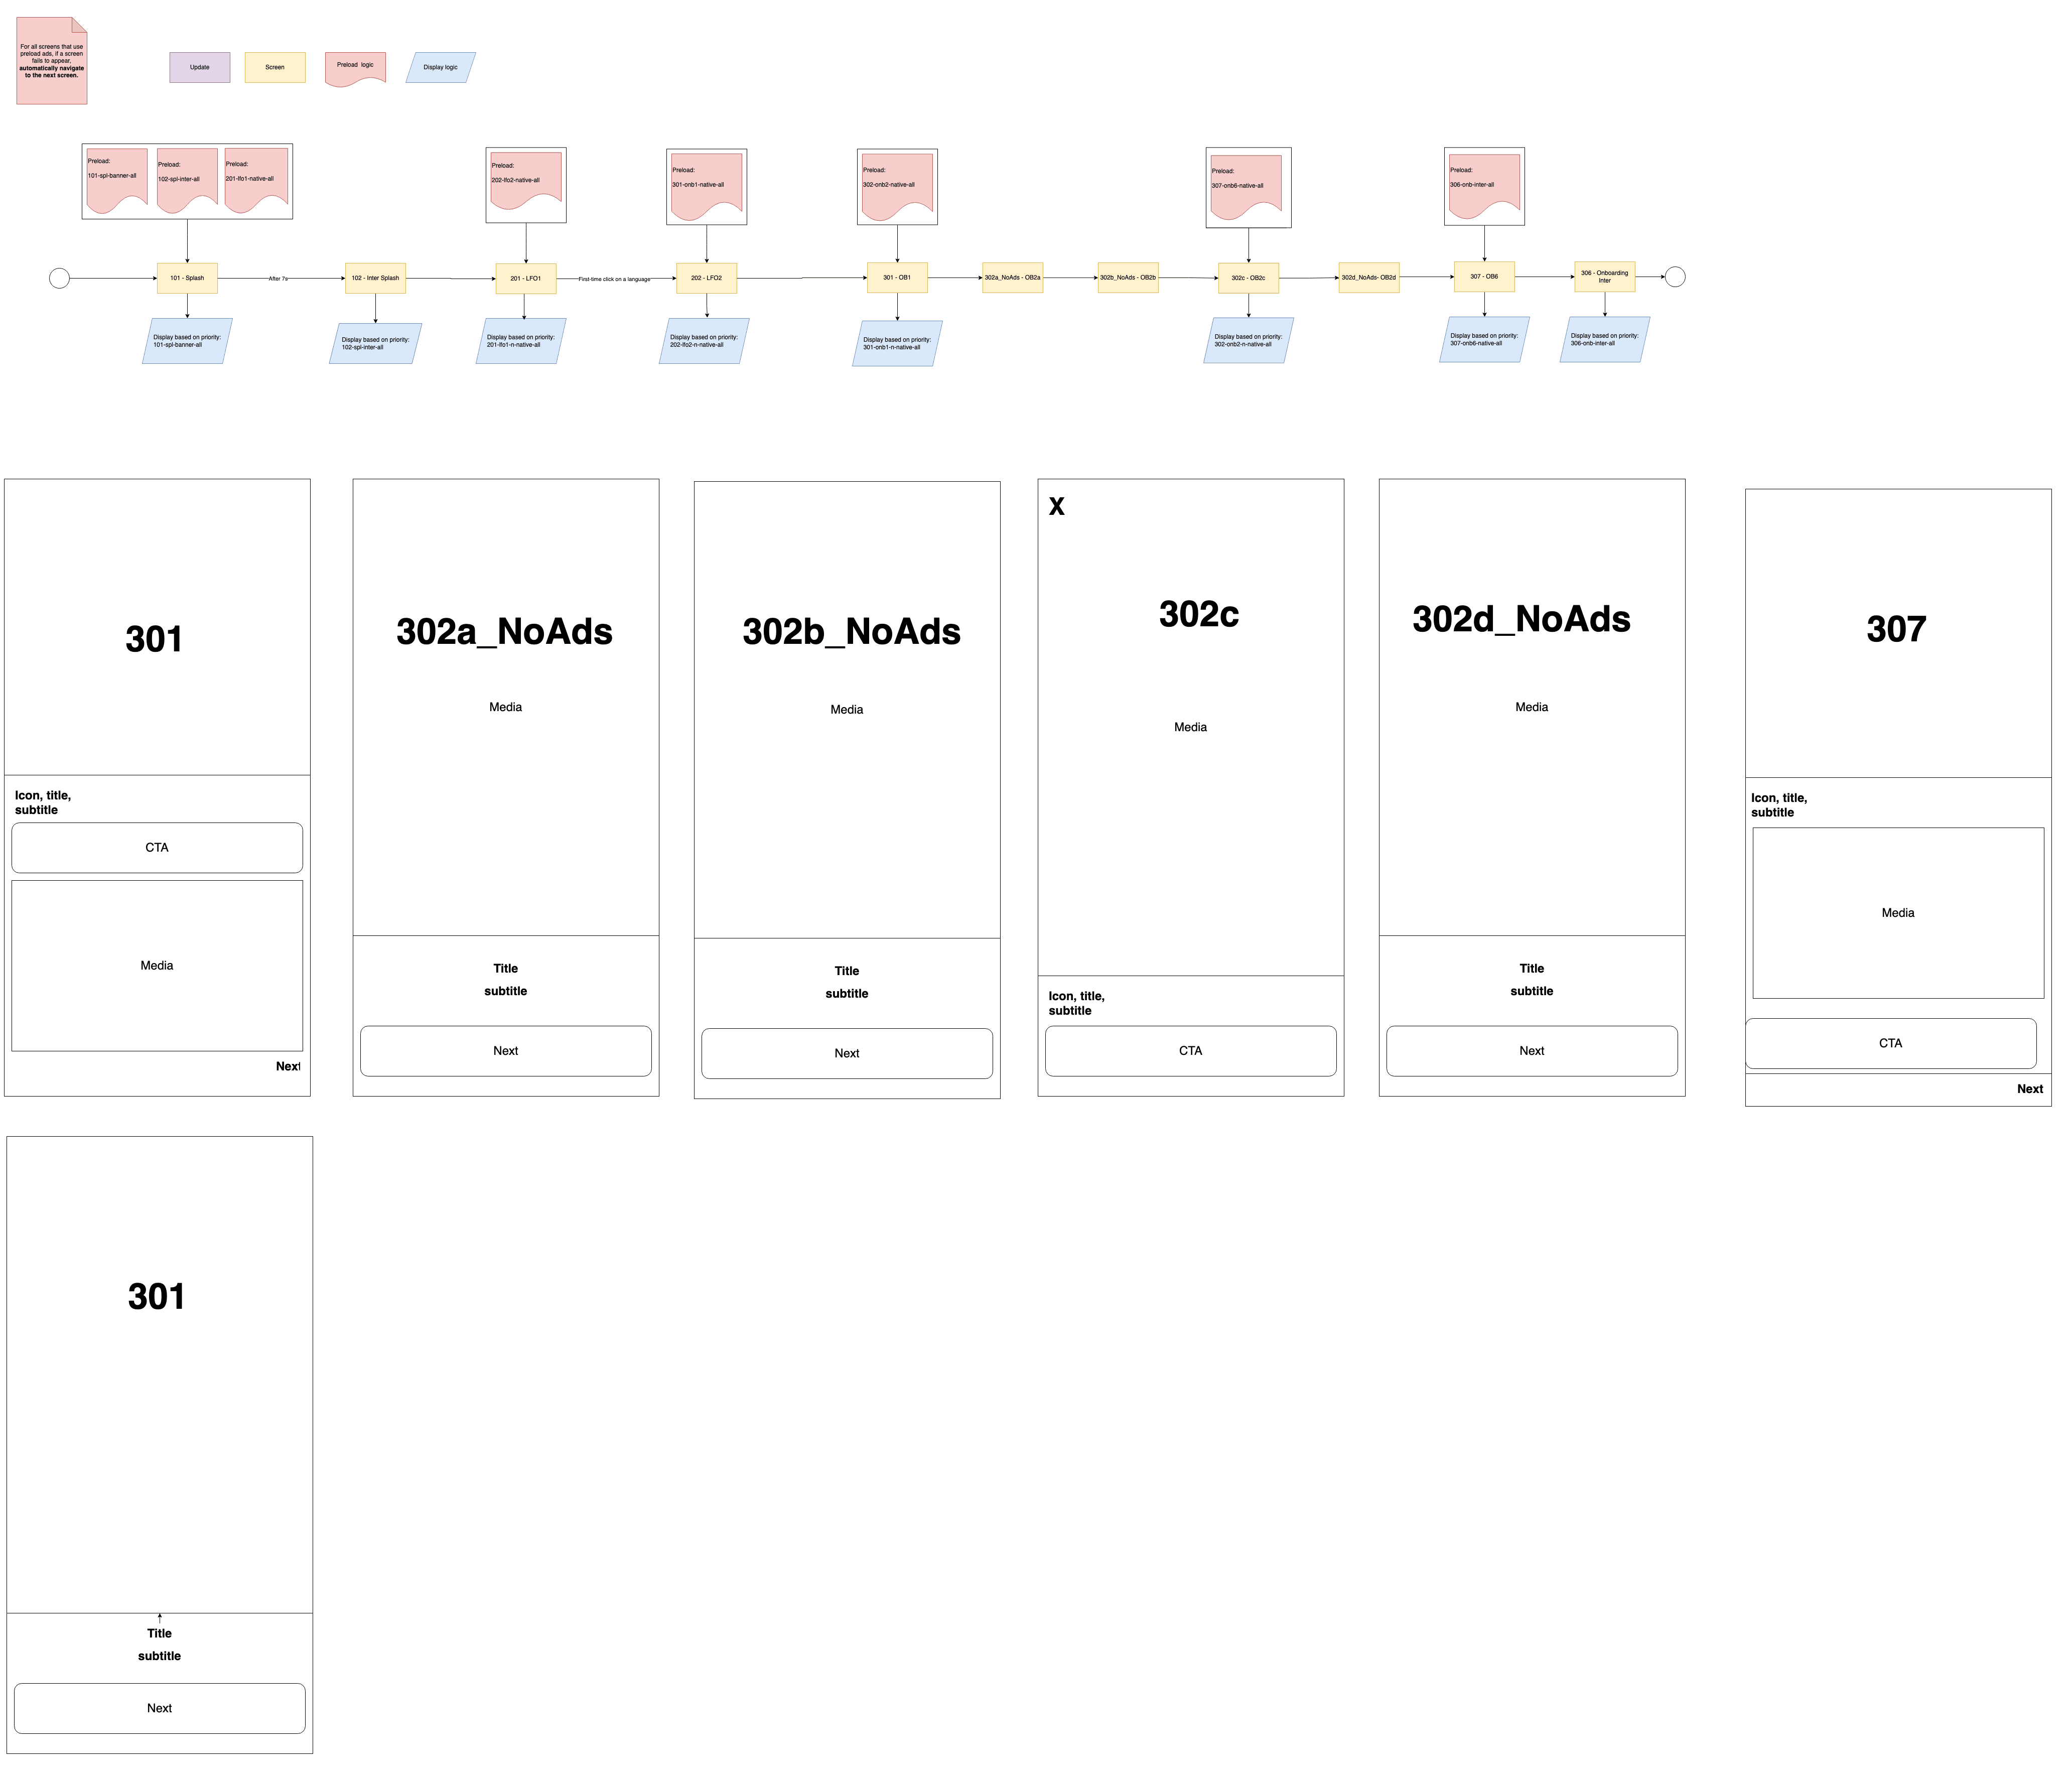 For all screens that use
preload ads, if a screen
fails to appear,
automatically navigate
to the next screen.
Update
Screen
Preload logic
Display logic
Preload:
101-spl-banner-all
Preload:
102-spl-inter-all
Preload:
201-lfo1-native-all
Preload:
202-lfo2-native-all
Preload:
301-onb1-native-all
Preload:
302-onb2-native-all
Preload:
307-onb6-native-all
Preload:
306-onb-inter-all
101 - Splash
After 7s
102 - Inter Splash
201 - LFO1
First-time click on a language
202 - LFO2
301 - OB1
302a_NoAds - OB2a
302b_NoAds - OB2b
302c - OB2c
302d_NoAds- OB2d
307 - OB6
306 - Onboarding
Inter
Display based on priority:
101-spl-banner-all
Display based on priority:
102-spl-inter-all
Display based on priority:
201-lfo1-n-native-all
Display based on priority:
202-lfo2-n-native-all
Display based on priority:
301-onb1-n-native-all
Display based on priority:
302-onb2-n-native-all
Display based on priority:
307-onb6-native-all
Display based on priority:
306-onb-inter-all
301
Icon, title,
subtitle
CTA
Media
Next
302a_NoAds
Media
Title
subtitle
Next
302b_NoAds
Media
Title
subtitle
Next
X
302c
Media
Icon, title,
subtitle
CTA
302d_NoAds
Media
Title
subtitle
Next
307
Icon, title,
subtitle
Media
CTA
Next
301
Title
subtitle
Next